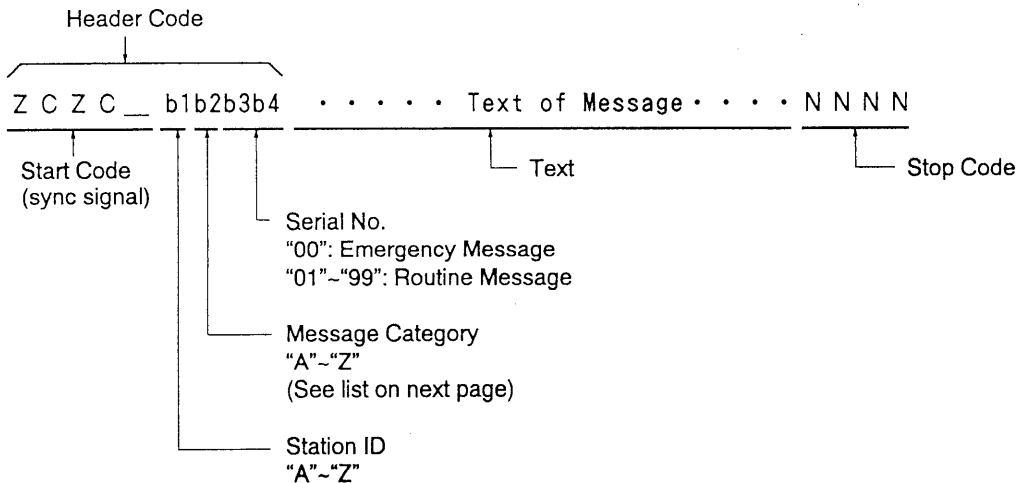 Header Code
Z C Z C _ b1b2b3b4 · · · · · Text of Message · · · · N N N N
Start Code
(sync signal)
Text
Stop Code
Serial No.
“00”: Emergency Message
“01”~“99”: Routine Message
Message Category
“A”~“Z”
(See list on next page)
Station ID
“A”~“Z”